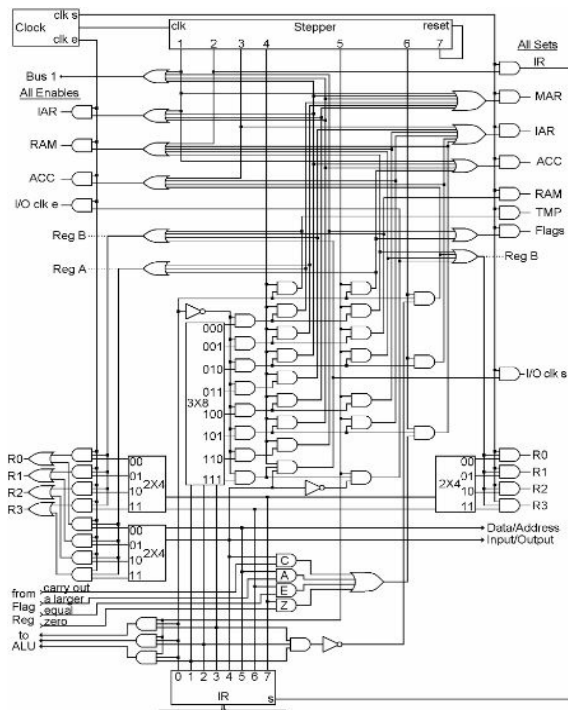 clk s
Clock
clk e
clk
Stepper
reset
1 2 3 4 5 6 7
All Sets
IR
Bus 1
All Enables
MAR
IAR
IAR
RAM
ACC
ACC
RAM
I/O clk e
TMP
Flags
Reg B
Reg B
Reg A
000
001
010
011
3X8
100
101
110
111
I/O clk s
R0
R1
R2
R3
00
01
10
11
2X4
00
01
10
11
2X4
00
01
10
11
2X4
R0
R1
R2
R3
Data/Address
Input/Output
from
Flag
Reg
carry out
a larger
equal
zero
C
A
E
Z
to
ALU
0 1 2 3 4 5 6 7
IR
s